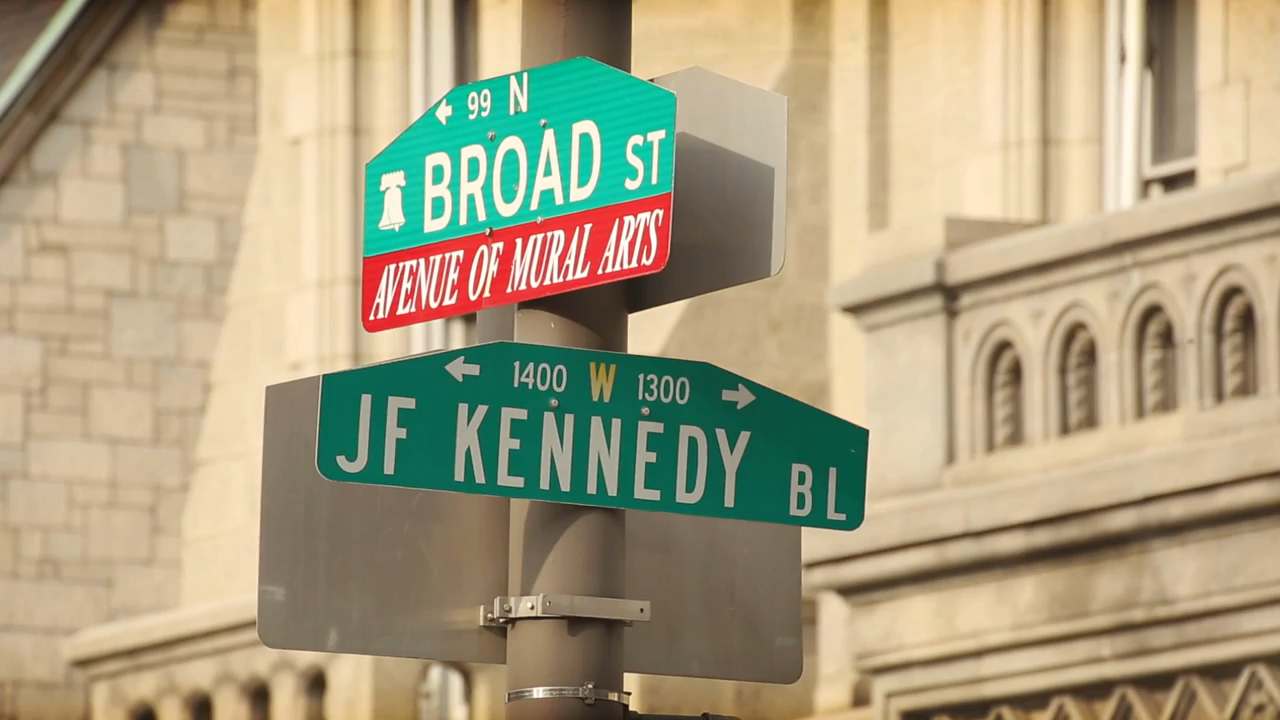 ← 99 N
BROAD ST
AVENUE OF MURAL ARTS
← 1400 W 1300 →
JF KENNEDY BL